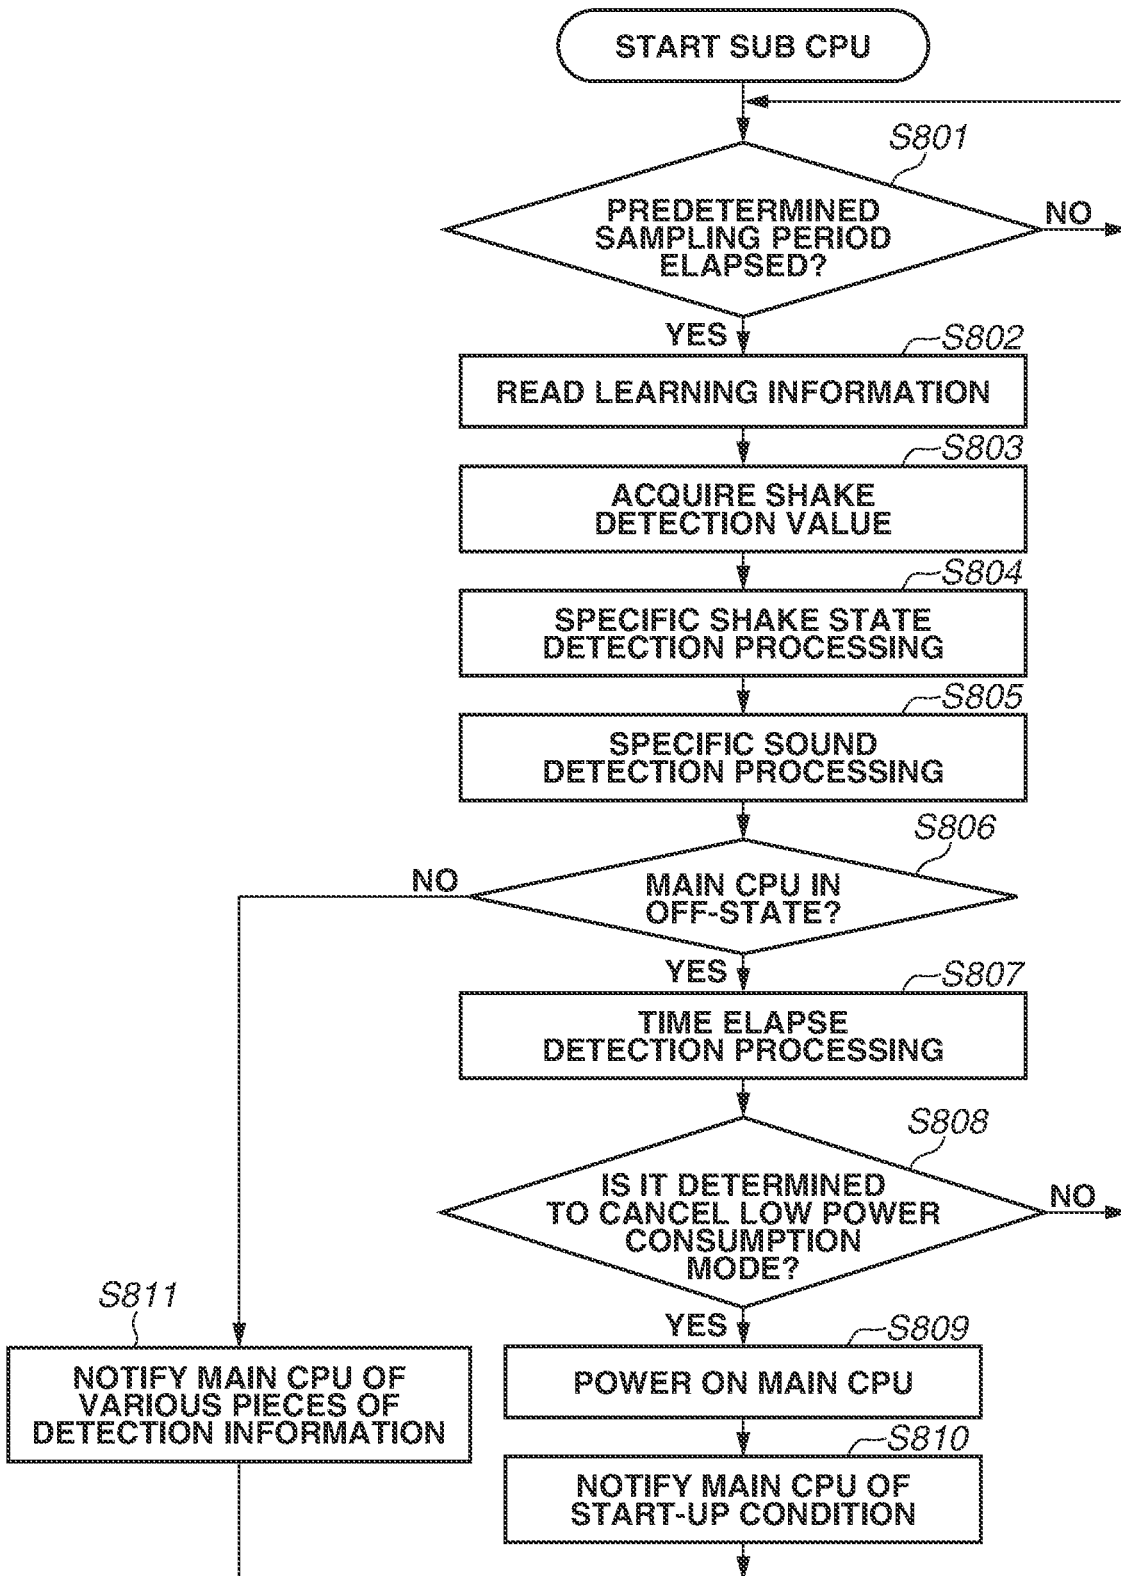 START SUB CPU
S801
PREDETERMINED
SAMPLING PERIOD
ELAPSED?
NO
YES
S802
READ LEARNING INFORMATION
S803
ACQUIRE SHAKE
DETECTION VALUE
S804
SPECIFIC SHAKE STATE
DETECTION PROCESSING
S805
SPECIFIC SOUND
DETECTION PROCESSING
S806
NO
MAIN CPU IN
OFF-STATE?
YES
S807
TIME ELAPSE
DETECTION PROCESSING
S808
IS IT DETERMINED
TO CANCEL LOW POWER
CONSUMPTION
MODE?
NO
YES
S811
NOTIFY MAIN CPU OF
VARIOUS PIECES OF
DETECTION INFORMATION
S809
POWER ON MAIN CPU
S810
NOTIFY MAIN CPU OF
START-UP CONDITION